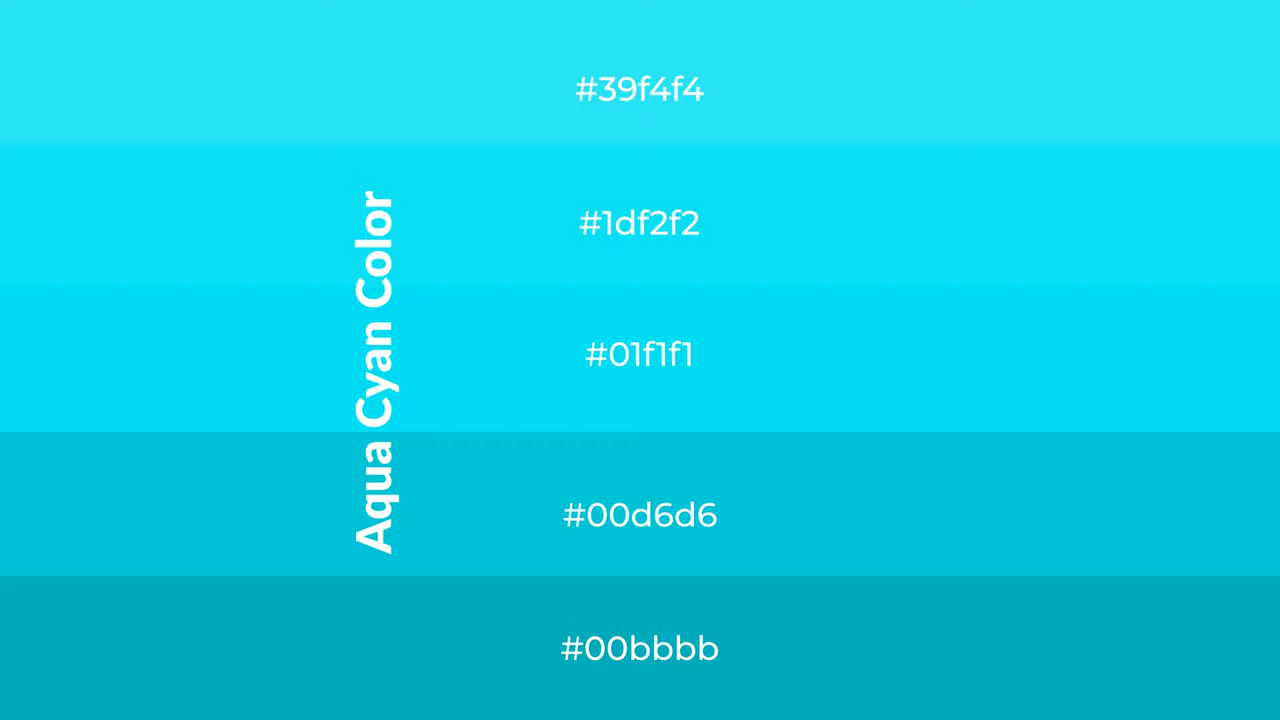 Aqua Cyan Color
#39f4f4
#1df2f2
#01f1f1
#00d6d6
#00bbbb